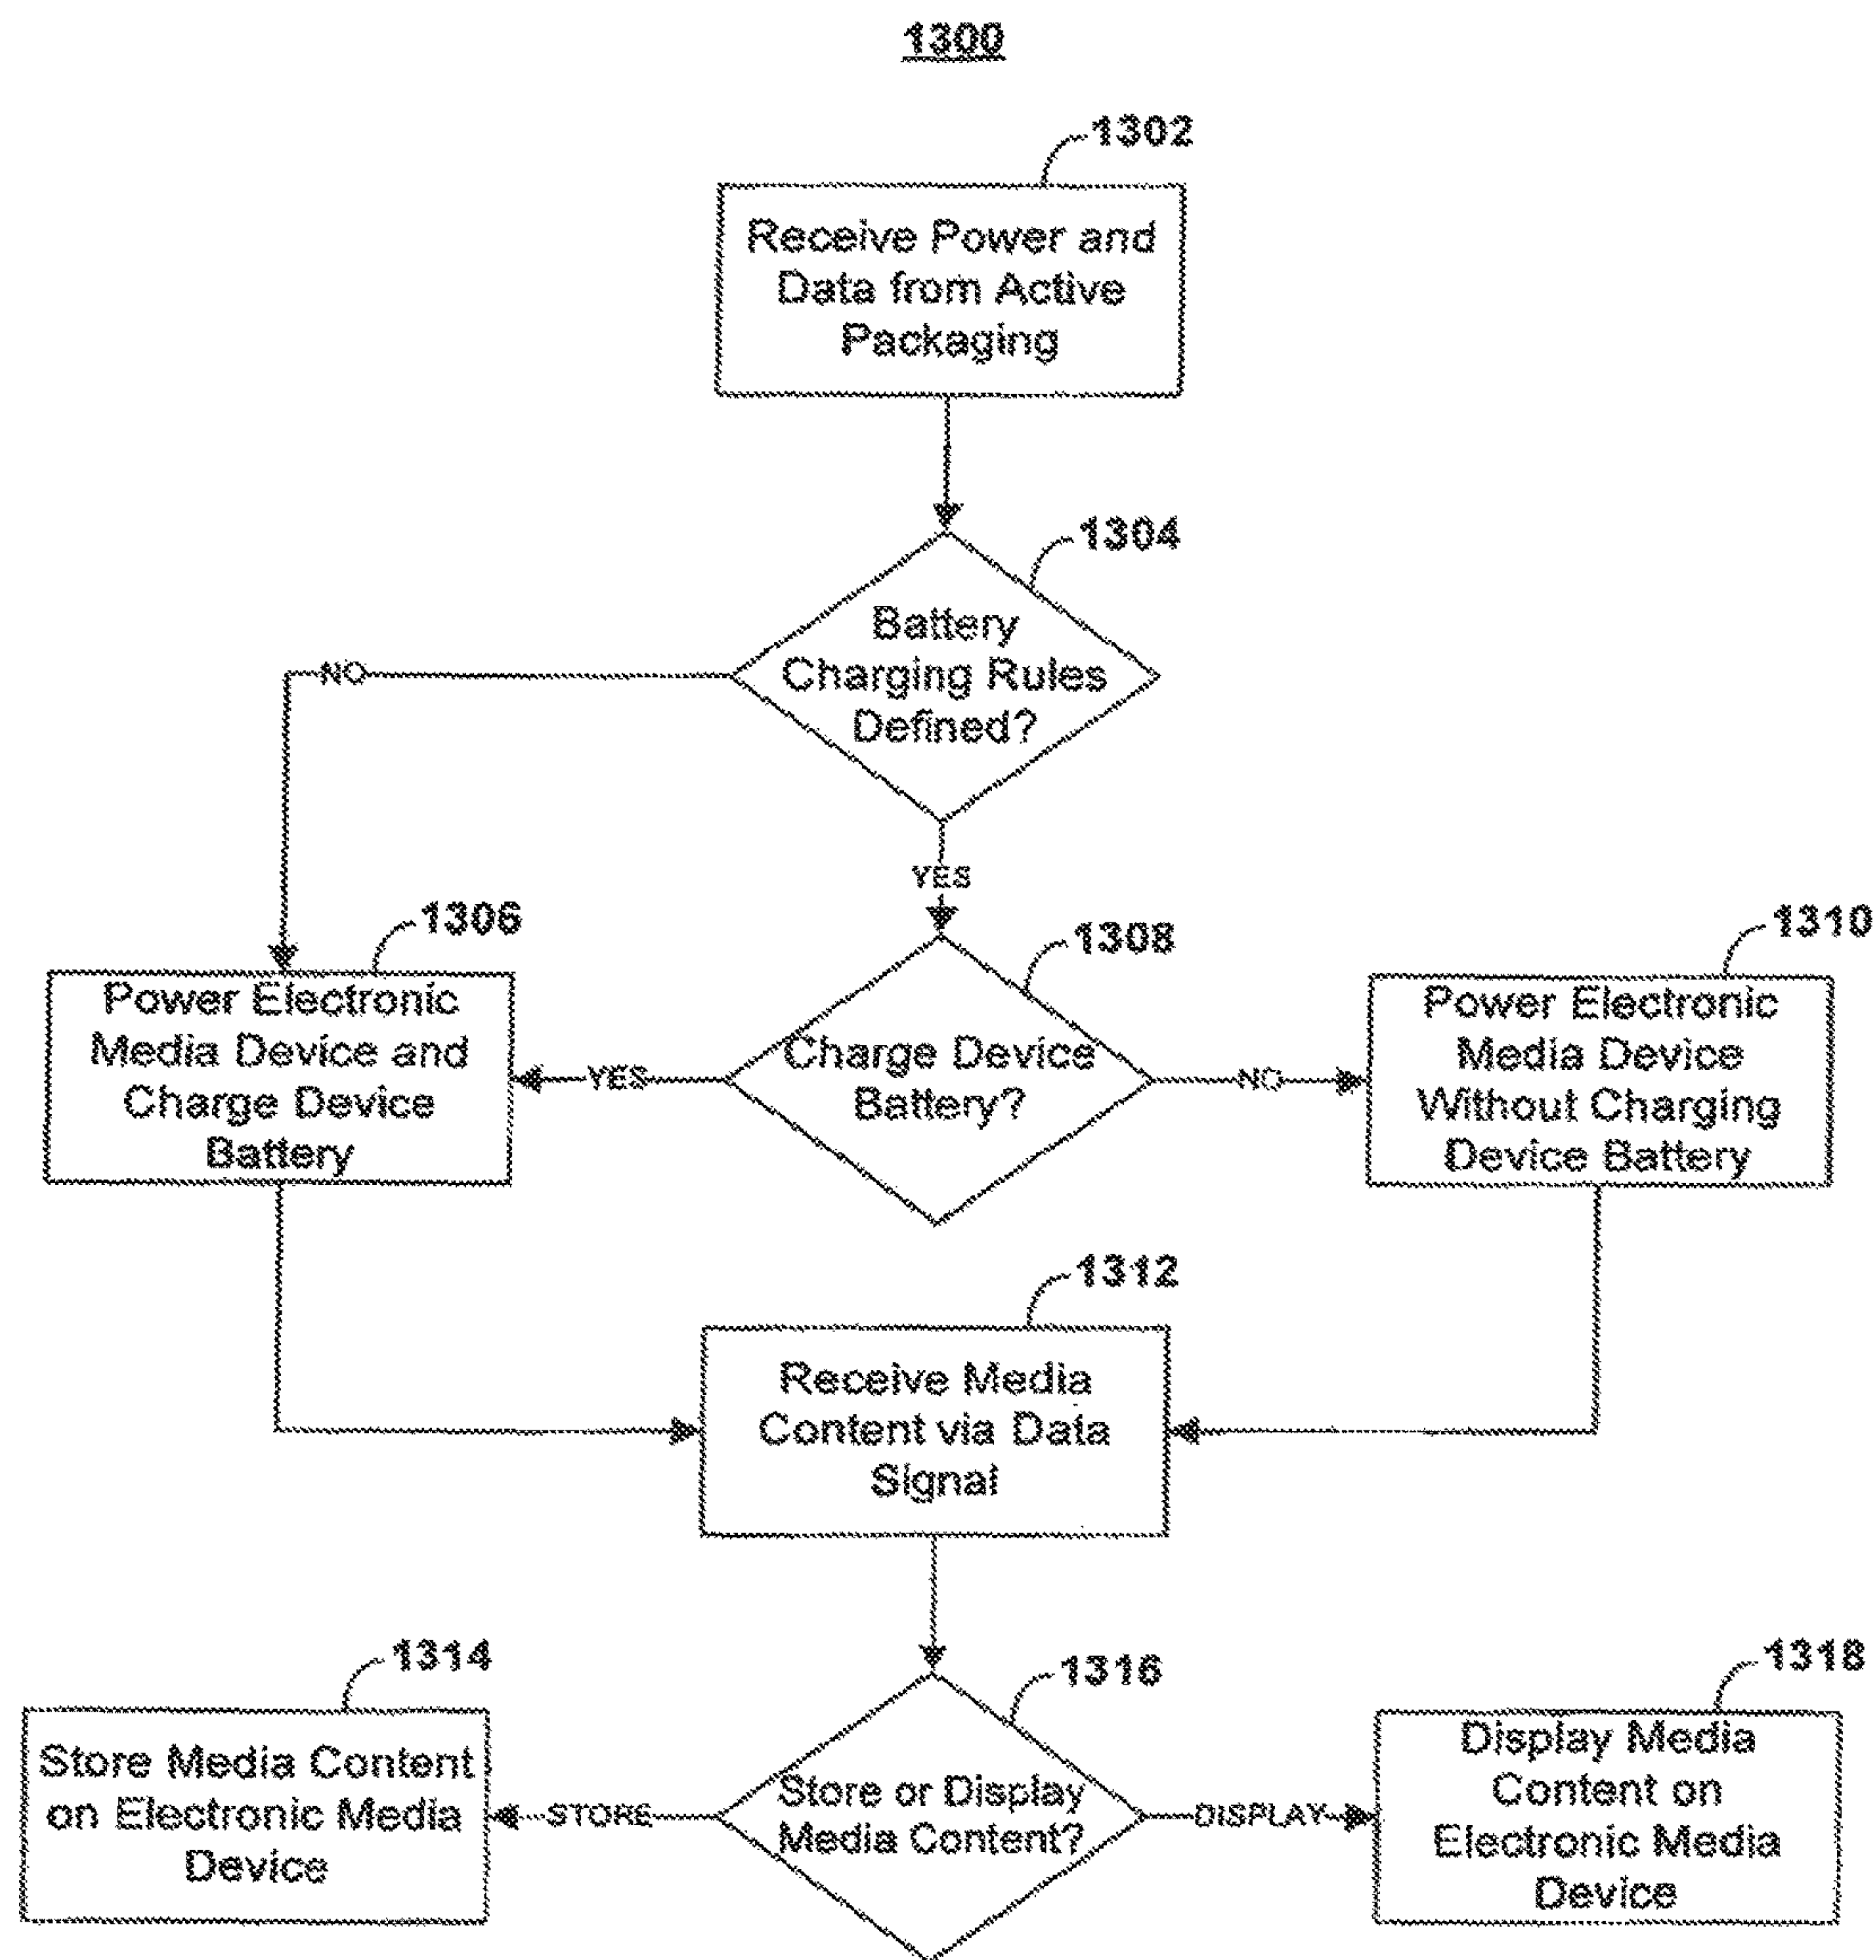 1300
1302
Receive Power and
Data from Active
Packaging
1304
Battery
Charging Rules
Defined?
NO
YES
1306
Power Electronic
Media Device and
Charge Device
Battery
1308
Charge Device
Battery?
YES
NO
1310
Power Electronic
Media Device
Without Charging
Device Battery
1312
Receive Media
Content via Data
Signal
1314
Store Media Content
on Electronic Media
Device
1316
Store or Display
Media Content?
STORE
DISPLAY
1318
Display Media
Content on
Electronic Media
Device